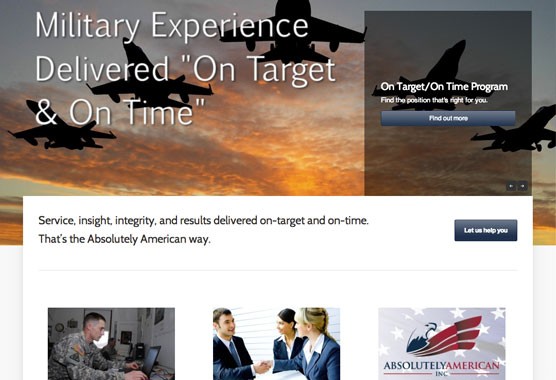 Military Experience
Delivered "On Target
& On Time"
On Target/On Time Program
Find the position that's right for you.
Find out more
Service, insight, integrity, and results delivered on-target and on-time.
That's the Absolutely American way.
Let us help you
ABSOLUTELYAMERICAN
INC.